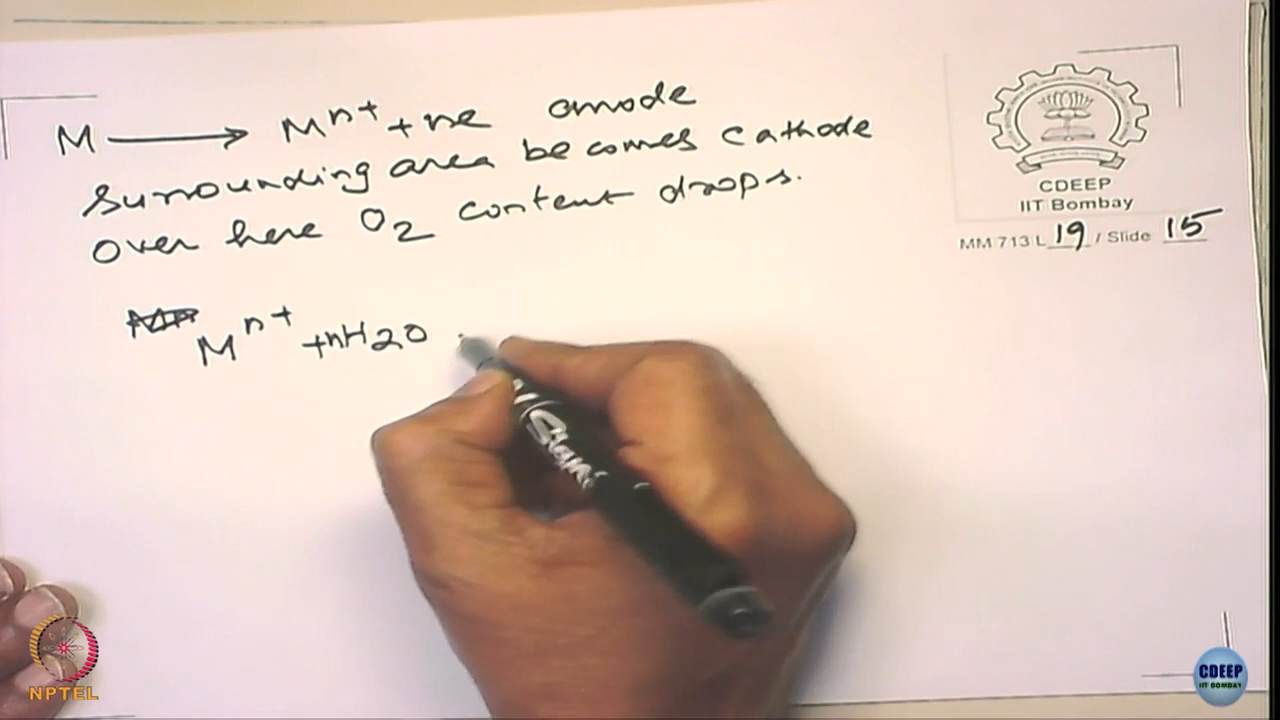 M ⟶ Mⁿ⁺ + ne anode
Surrounding area becomes cathode
over here O₂ content drops.
Mⁿ⁺ + nH₂O
CDEEP
IIT Bombay
MM 713 L 19 / Slide 15
NPTEL
CDEEP
IIT BOMBAY